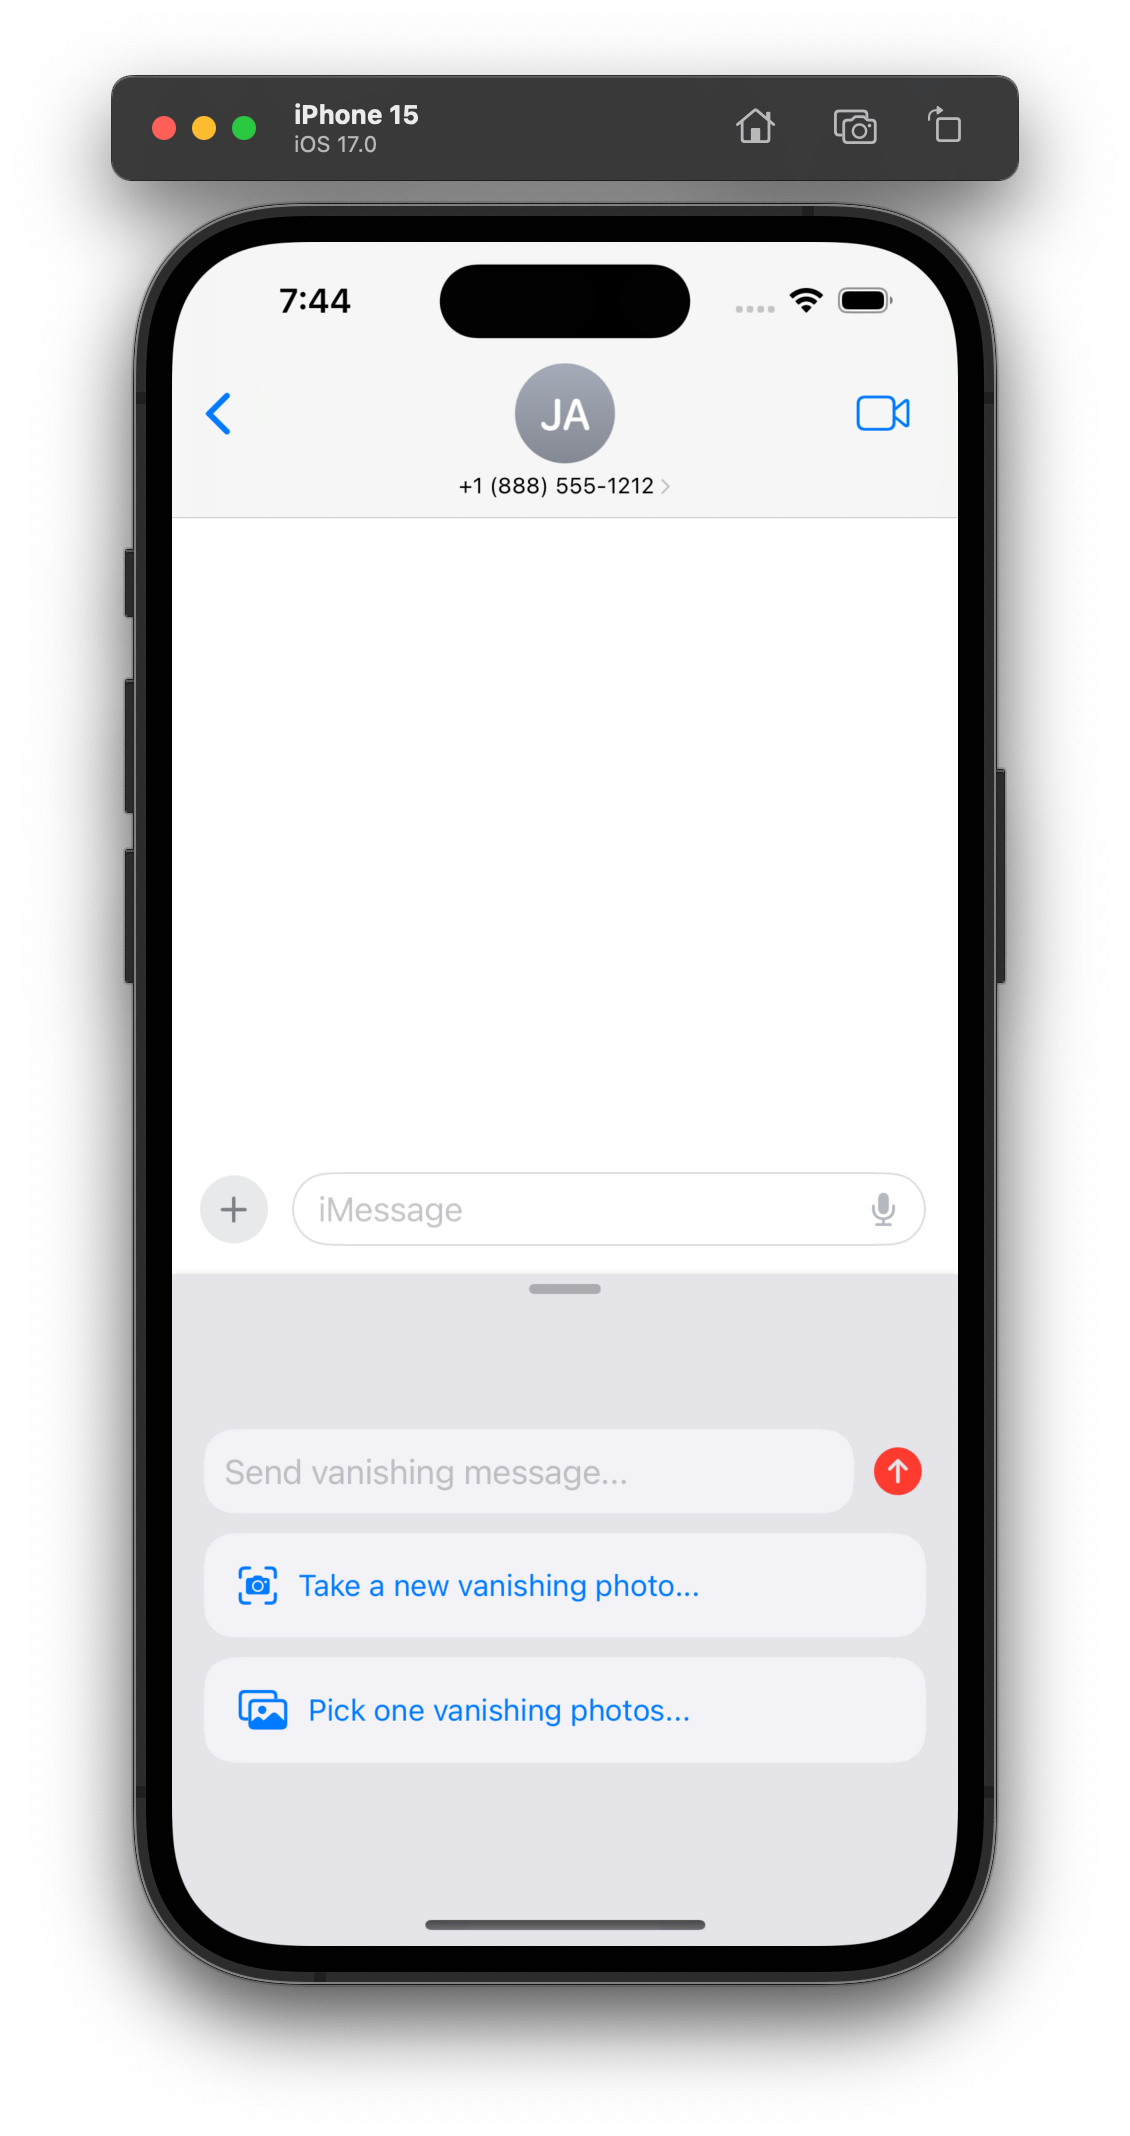 iPhone 15
iOS 17.0
7:44
JA
+1 (888) 555-1212
iMessage
Send vanishing message...
Take a new vanishing photo...
Pick one vanishing photos...